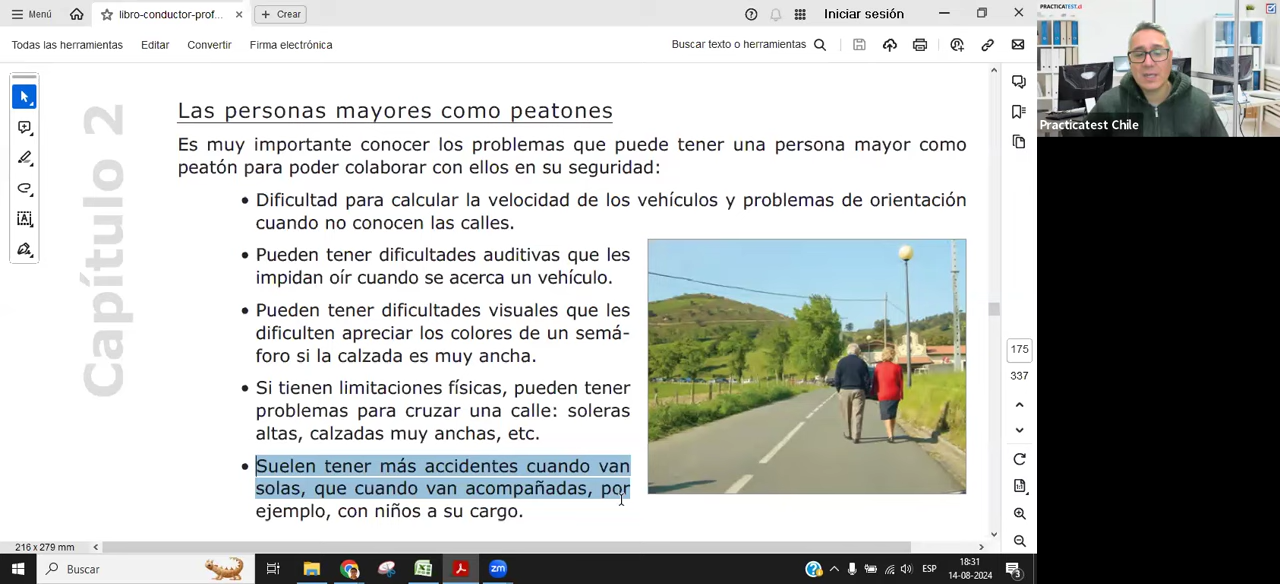 Menú
libro-conductor-prof...
Crear
Iniciar sesión
Todas las herramientas
Editar
Convertir
Firma electrónica
Buscar texto o herramientas
PRACTICATEST.cl
Practicatest Chile
Capítulo 2
Las personas mayores como peatones
Es muy importante conocer los problemas que puede tener una persona mayor como
peatón para poder colaborar con ellos en su seguridad:
• Dificultad para calcular la velocidad de los vehículos y problemas de orientación
cuando no conocen las calles.
• Pueden tener dificultades auditivas que les
impidan oír cuando se acerca un vehículo.
• Pueden tener dificultades visuales que les
dificulten apreciar los colores de un semá-
foro si la calzada es muy ancha.
• Si tienen limitaciones físicas, pueden tener
problemas para cruzar una calle: soleras
altas, calzadas muy anchas, etc.
• Suelen tener más accidentes cuando van
solas, que cuando van acompañadas, por
ejemplo, con niños a su cargo.
175
337
216 x 279 mm
Buscar
zm
ESP
18:31
14-08-2024
3